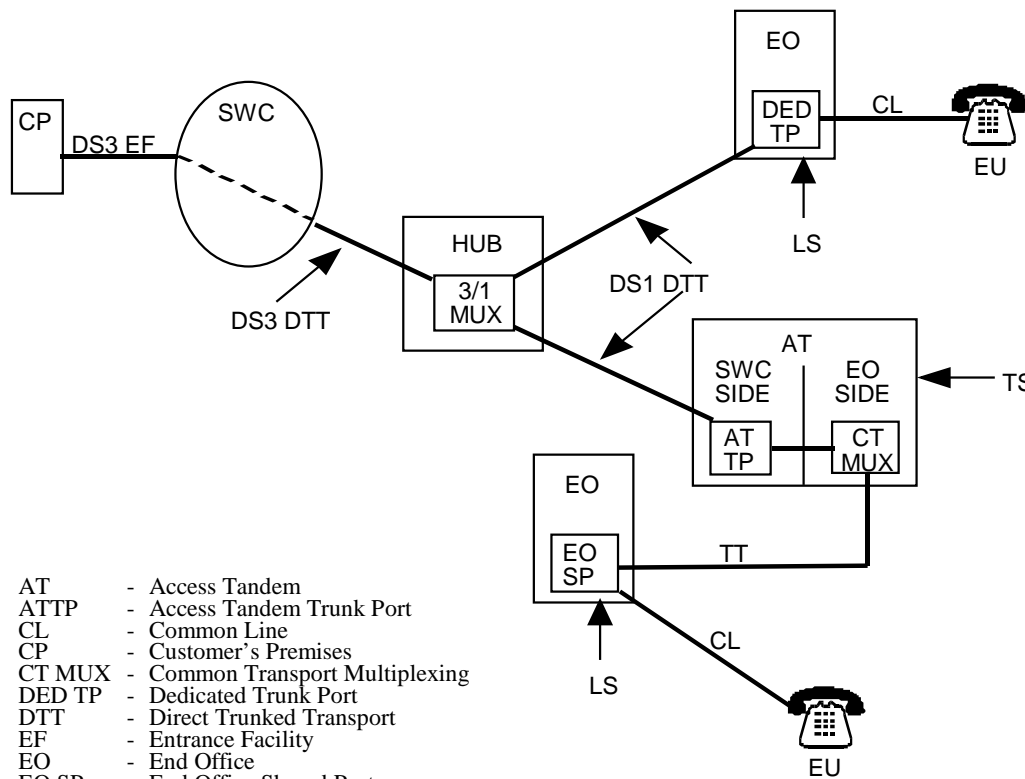 EO
CP
SWC
DED
TP
CL
DS3 EF
EU
LS
HUB
DS1 DTT
3/1
MUX
DS3 DTT
AT
SWC
SIDE
EO
SIDE
AT
TP
CT
MUX
EO
TT
EO
SP
CL
LS
EU
AT - Access Tandem
ATTP - Access Tandem Trunk Port
CL - Common Line
CP - Customer's Premises
CT MUX - Common Transport Multiplexing
DED TP - Dedicated Trunk Port
DTT - Direct Trunked Transport
EF - Entrance Facility
EO - End Office